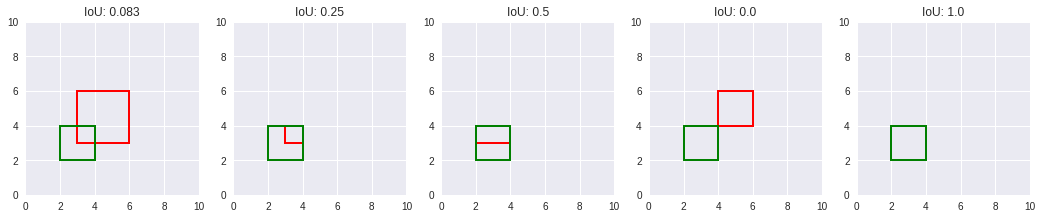 IoU: 0.083 IoU: 0.25 IoU: 0.5 IoU: 0.0 IoU: 1.0
10 10 10 10 10
8 8 8 8 8
6 6 6 6 6
4 4 4 4 4
2 2 2 2 2
0 0 0 0 0
0 2 4 6 8 10 0 2 4 6 8 10 0 2 4 6 8 10 0 2 4 6 8 10 0 2 4 6 8 10